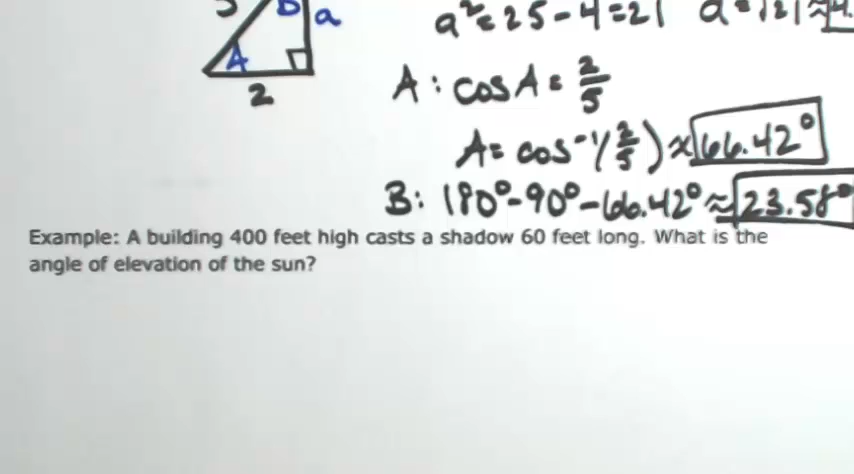 5 B a a² = 25 - 4 = 21 a = √21 ≈ 4.
A
2
A : cos A = 2/5
A = cos⁻¹(2/5) ≈ 66.42°
B: 180° - 90° - 66.42° ≈ 23.58°
Example: A building 400 feet high casts a shadow 60 feet long. What is the
angle of elevation of the sun?